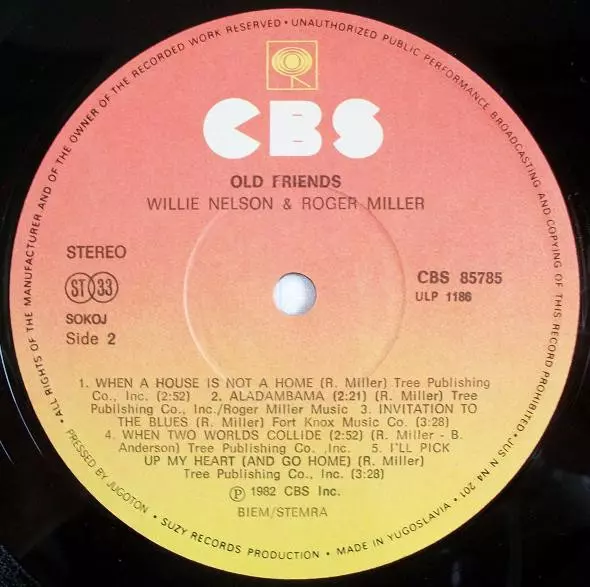 • ALL RIGHTS OF THE MANUFACTURER AND OF THE OWNER OF THE RECORDED WORK RESERVED • UNAUTHORIZED PUBLIC PERFORMANCE BROADCASTING AND COPYING OF THIS RECORD PROHIBITED • JUS N N4 201
CBS
OLD FRIENDS
WILLIE NELSON & ROGER MILLER
STEREO
ST 33
SOKOJ
Side 2
CBS 85785
ULP 1186
1. WHEN A HOUSE IS NOT A HOME (R. Miller) Tree Publishing
Co., Inc. (2:52) 2. ALADAMBAMA (2:21) (R. Miller) Tree
Pulblishing Co., Inc./Roger Miller Music 3. INVITATION TO
THE BLUES (R. Miller) Fort Knox Music Co. (3:28)
4. WHEN TWO WORLDS COLLIDE (2:52) (R. Miller - B.
Anderson) Tree Publishing Co. ,Inc. 5. I'LL PICK
UP MY HEART (AND GO HOME) (R. Miller)
Tree Publishing Co., Inc. (3:28)
Ⓟ 1982 CBS Inc.
BIEM/STEMRA
PRESSED BY JUGOTON • SUZY RECORDS PRODUCTION • MADE IN YUGOSLAVIA •